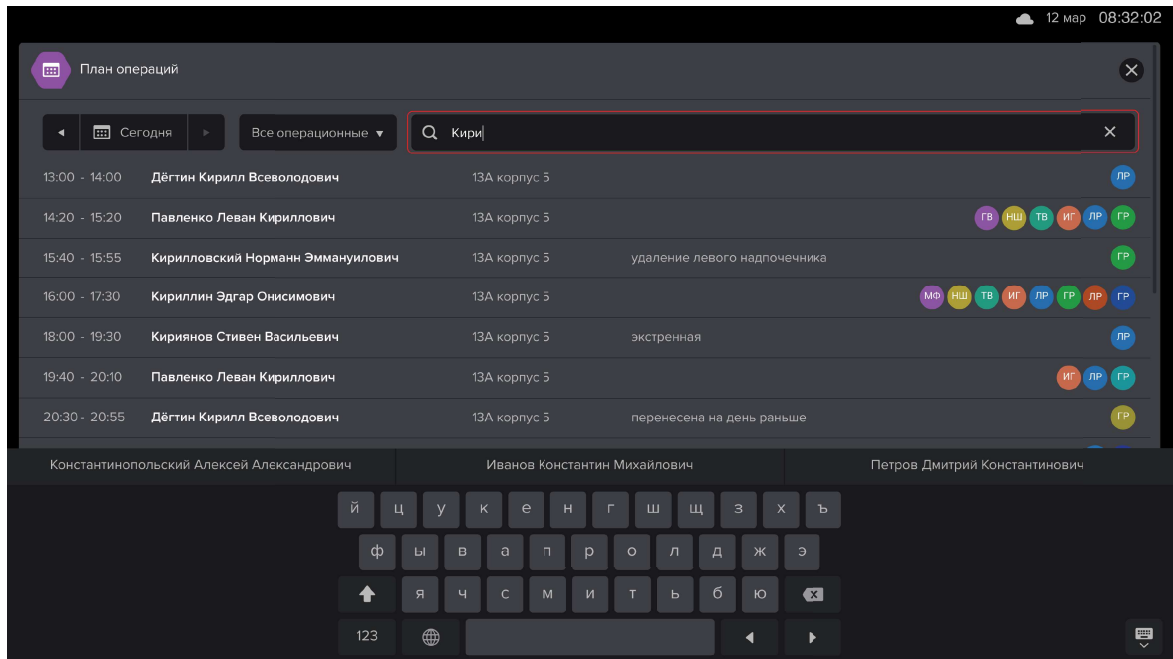 12 мар 08:32:02
План операций
Сегодня Все операционные Кири
13:00 - 14:00 Дёгтин Кирилл Всеволодович 13А корпус 5 ЛР
14:20 - 15:20 Павленко Леван Кириллович 13А корпус 5 ГВ НШ ТВ ИГ ЛР ГР
15:40 - 15:55 Кирилловский Норманн Эммануилович 13А корпус 5 удаление левого надпочечника ГР
16:00 - 17:30 Кириллин Эдгар Онисимович 13А корпус 5 МФ НШ ТВ ИГ ЛР ГР ЛР ГР
18:00 - 19:30 Кириянов Стивен Васильевич 13А корпус 5 экстренная ЛР
19:40 - 20:10 Павленко Леван Кириллович 13А корпус 5 ИГ ЛР ГР
20:30 - 20:55 Дёгтин Кирилл Всеволодович 13А корпус 5 перенесена на день раньше ГР
Константинопольский Алексей Александрович Иванов Константин Михайлович Петров Дмитрий Константинович
й ц у к е н г ш щ з х ъ
ф ы в а п р о л д ж э
я ч с м и т ь б ю
123